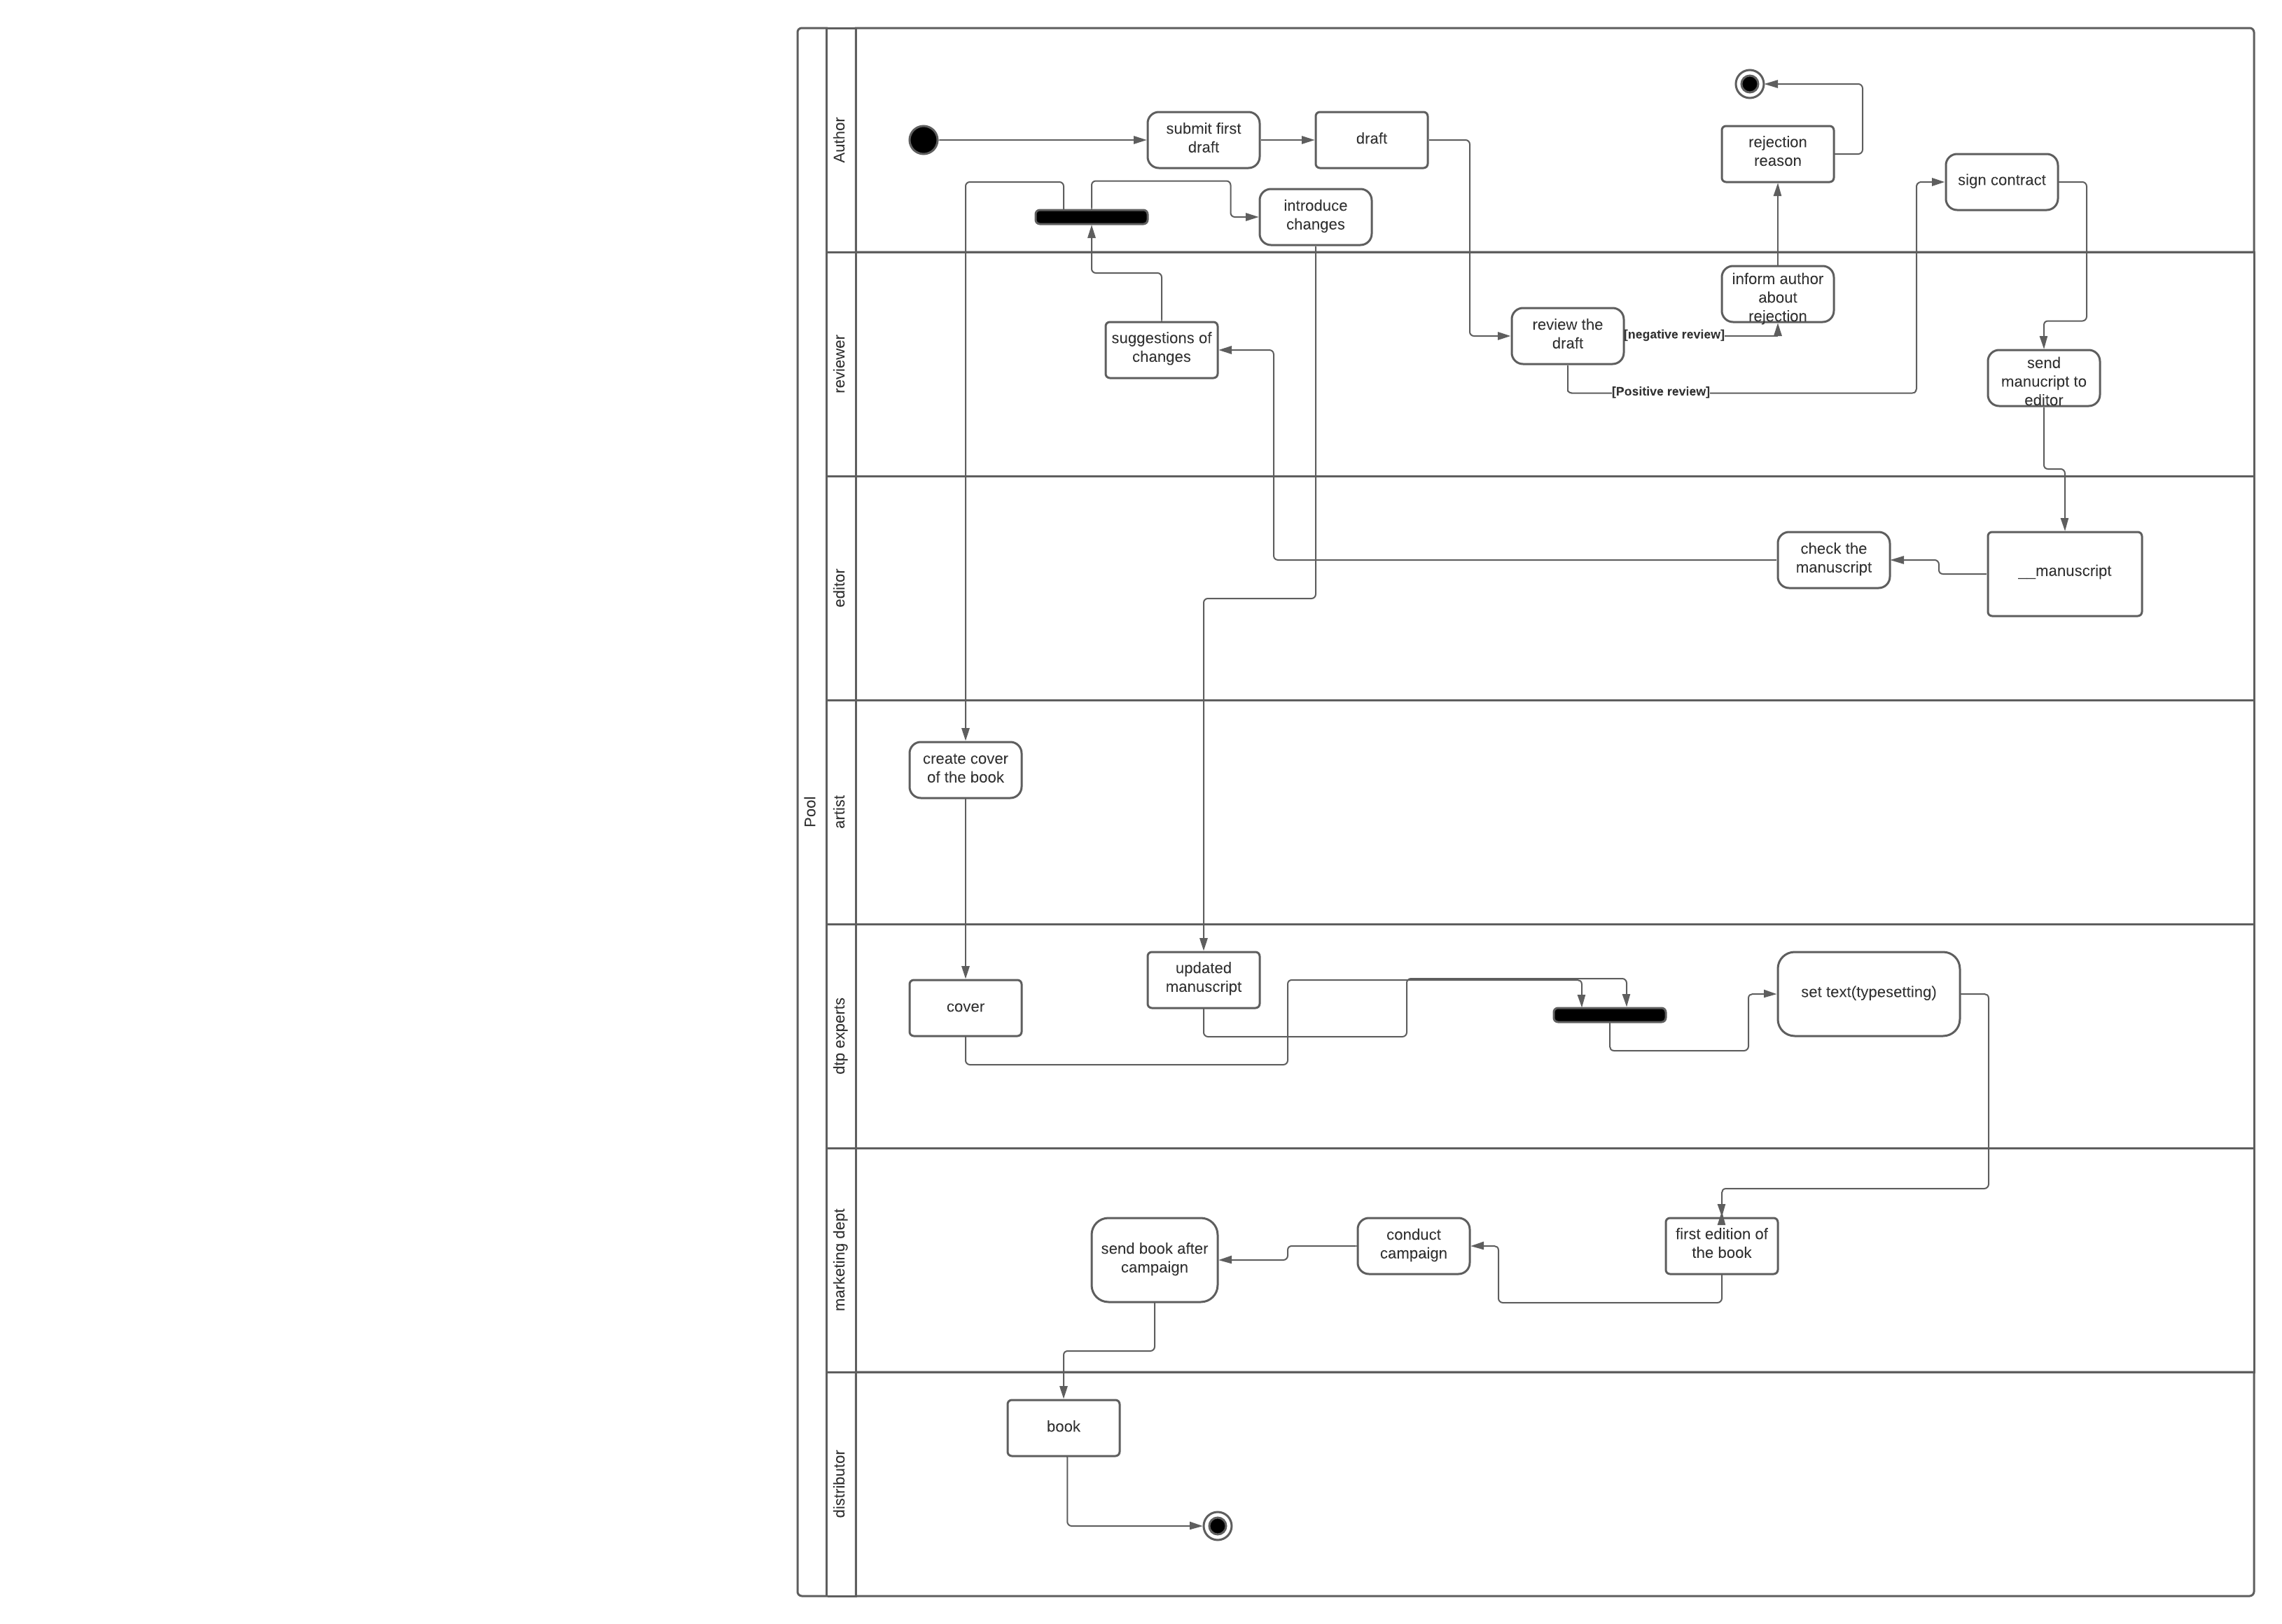 Pool
Author
submit first
draft
draft
rejection
reason
sign contract
introduce
changes
reviewer
inform author
about
rejection
review the
draft
[negative review]
[Positive review]
suggestions of
changes
send
manucript to
editor
editor
check the
manuscript
__manuscript
artist
create cover
of the book
dtp experts
cover
updated
manuscript
set text(typesetting)
marketing dept
send book after
campaign
conduct
campaign
first edition of
the book
distributor
book